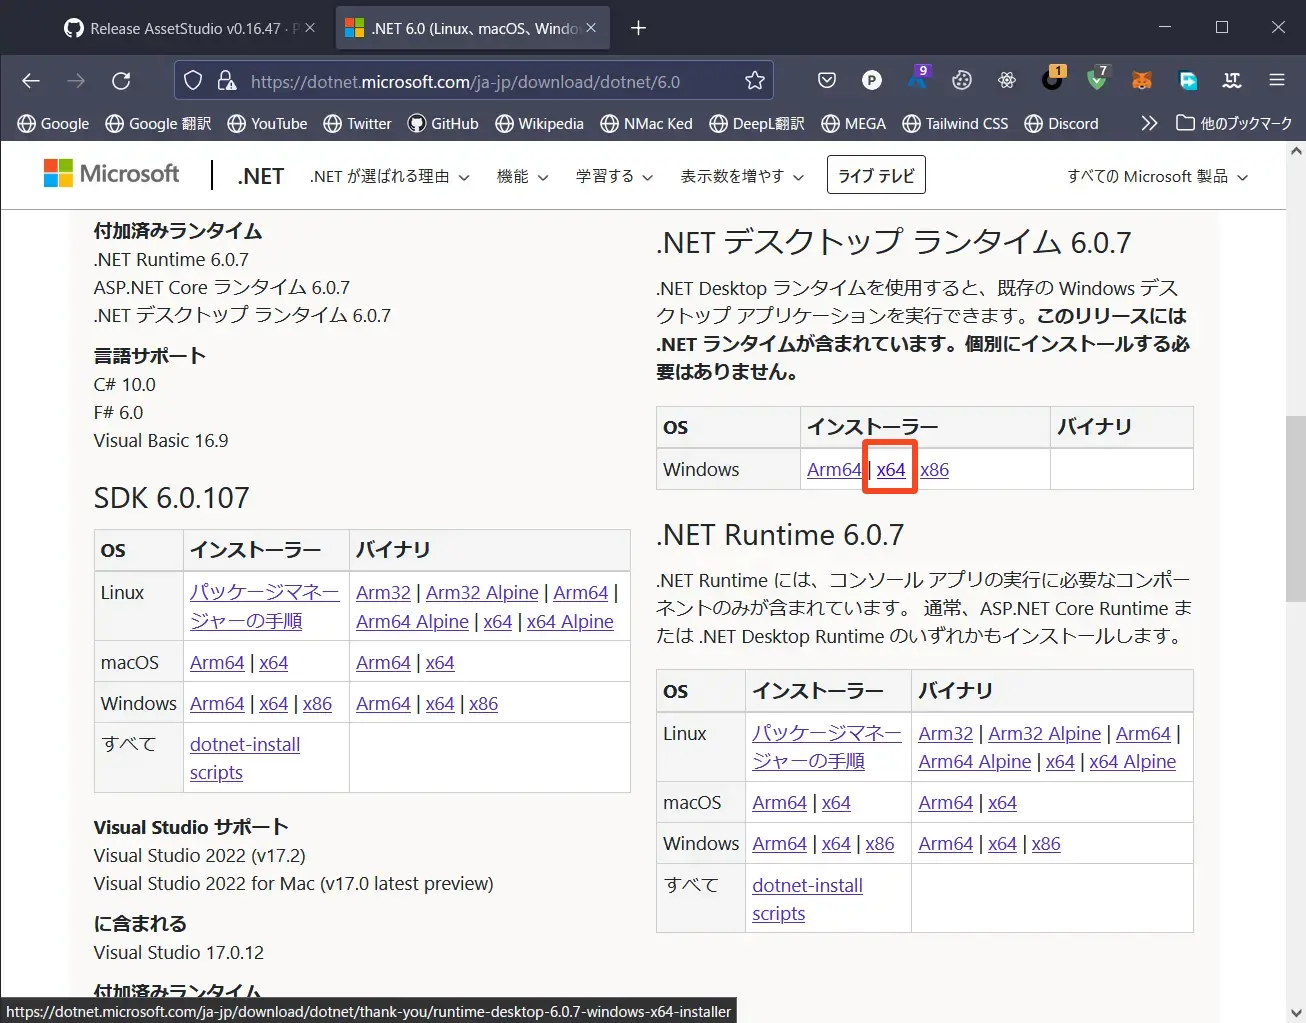 Release AssetStudio v0.16.47 · P
.NET 6.0 (Linux、macOS、Windo
https://dotnet.microsoft.com/ja-jp/download/dotnet/6.0
P
9
1
7
Google
Google 翻訳
YouTube
Twitter
GitHub
Wikipedia
NMac Ked
DeepL翻訳
MEGA
Tailwind CSS
Discord
他のブックマーク
Microsoft
.NET
.NET が選ばれる理由
機能
学習する
表示数を増やす
ライブ テレビ
すべての Microsoft 製品
付加済みランタイム
.NET Runtime 6.0.7
ASP.NET Core ランタイム 6.0.7
.NET デスクトップ ランタイム 6.0.7
言語サポート
C# 10.0
F# 6.0
Visual Basic 16.9
SDK 6.0.107
OS インストーラー バイナリ
Linux パッケージマネー Arm32 | Arm32 Alpine | Arm64 |
ジャーの手順 Arm64 Alpine | x64 | x64 Alpine
macOS Arm64 | x64 Arm64 | x64
Windows Arm64 | x64 | x86 Arm64 | x64 | x86
すべて dotnet-install
scripts
Visual Studio サポート
Visual Studio 2022 (v17.2)
Visual Studio 2022 for Mac (v17.0 latest preview)
に含まれる
Visual Studio 17.0.12
付加済みランタイム
.NET デスクトップ ランタイム 6.0.7
.NET Desktop ランタイムを使用すると、既存の Windows デス
クトップ アプリケーションを実行できます。このリリースには
.NET ランタイムが含まれています。個別にインストールする必
要はありません。
OS インストーラー バイナリ
Windows Arm64 | x64 x86
.NET Runtime 6.0.7
.NET Runtime には、コンソール アプリの実行に必要なコンポー
ネントのみが含まれています。 通常、ASP.NET Core Runtime ま
たは .NET Desktop Runtime のいずれかもインストールします。
OS インストーラー バイナリ
Linux パッケージマネー Arm32 | Arm32 Alpine | Arm64 |
ジャーの手順 Arm64 Alpine | x64 | x64 Alpine
macOS Arm64 | x64 Arm64 | x64
Windows Arm64 | x64 | x86 Arm64 | x64 | x86
すべて dotnet-install
scripts
https://dotnet.microsoft.com/ja-jp/download/dotnet/thank-you/runtime-desktop-6.0.7-windows-x64-installer